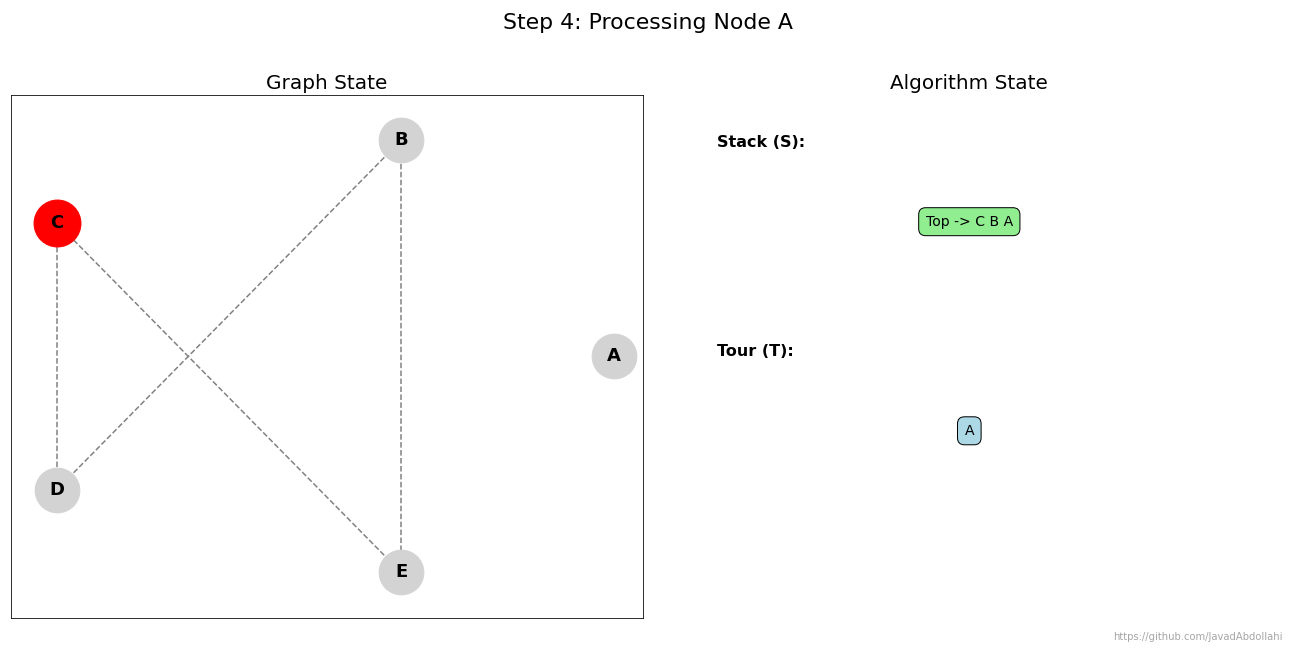 Step 4: Processing Node A
Graph State
B
C
A
D
E
Algorithm State
Stack (S):
Top -> C B A
Tour (T):
A
https://github.com/JavadAbdollahi